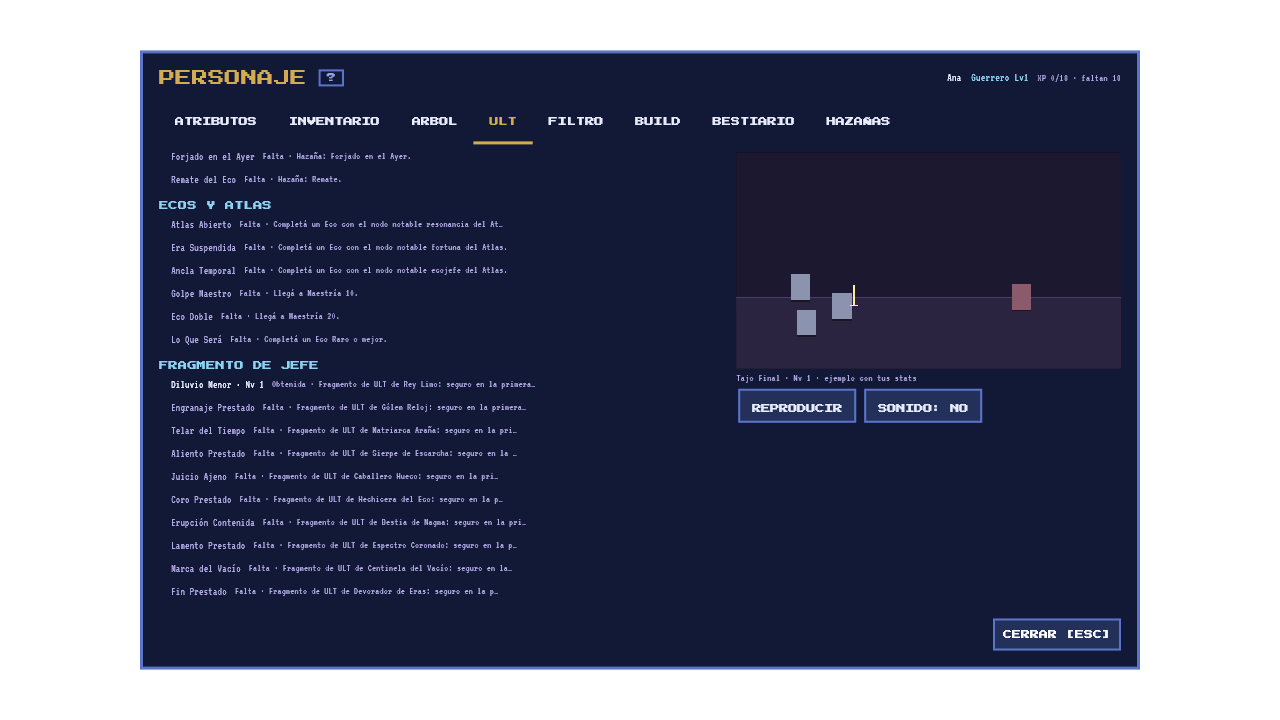 PERSONAJE ?
Ana Guerrero Lv1 XP 0/10 · faltan 10
ATRIBUTOS INVENTARIO ARBOL ULT FILTRO BUILD BESTIARIO HAZAÑAS
Forjado en el Ayer Falta · Hazaña: Forjado en el Ayer.
Remate del Eco Falta · Hazaña: Remate.
ECOS Y ATLAS
Atlas Abierto Falta · Completá un Eco con el nodo notable resonancia del At…
Era Suspendida Falta · Completá un Eco con el nodo notable fortuna del Atlas.
Ancla Temporal Falta · Completá un Eco con el nodo notable ecojefe del Atlas.
Golpe Maestro Falta · Llegá a Maestría 10.
Eco Doble Falta · Llegá a Maestría 20.
Lo Que Será Falta · Completá un Eco Raro o mejor.
FRAGMENTO DE JEFE
Diluvio Menor · Nv 1 Obtenida · Fragmento de ULT de Rey Limo: seguro en la primera…
Engranaje Prestado Falta · Fragmento de ULT de Gólem Reloj: seguro en la primera…
Telar del Tiempo Falta · Fragmento de ULT de Matriarca Araña: seguro en la pri…
Aliento Prestado Falta · Fragmento de ULT de Sierpe de Escarcha: seguro en la …
Juicio Ajeno Falta · Fragmento de ULT de Caballero Hueco: seguro en la pri…
Coro Prestado Falta · Fragmento de ULT de Hechicera del Eco: seguro en la p…
Erupción Contenida Falta · Fragmento de ULT de Bestia de Magma: seguro en la pri…
Lamento Prestado Falta · Fragmento de ULT de Espectro Coronado: seguro en la p…
Marca del Vacío Falta · Fragmento de ULT de Centinela del Vacío: seguro en la…
Fin Prestado Falta · Fragmento de ULT de Devorador de Eras: seguro en la p…
Tajo Final · Nv 1 · ejemplo con tus stats
REPRODUCIR SONIDO: NO
CERRAR [ESC]